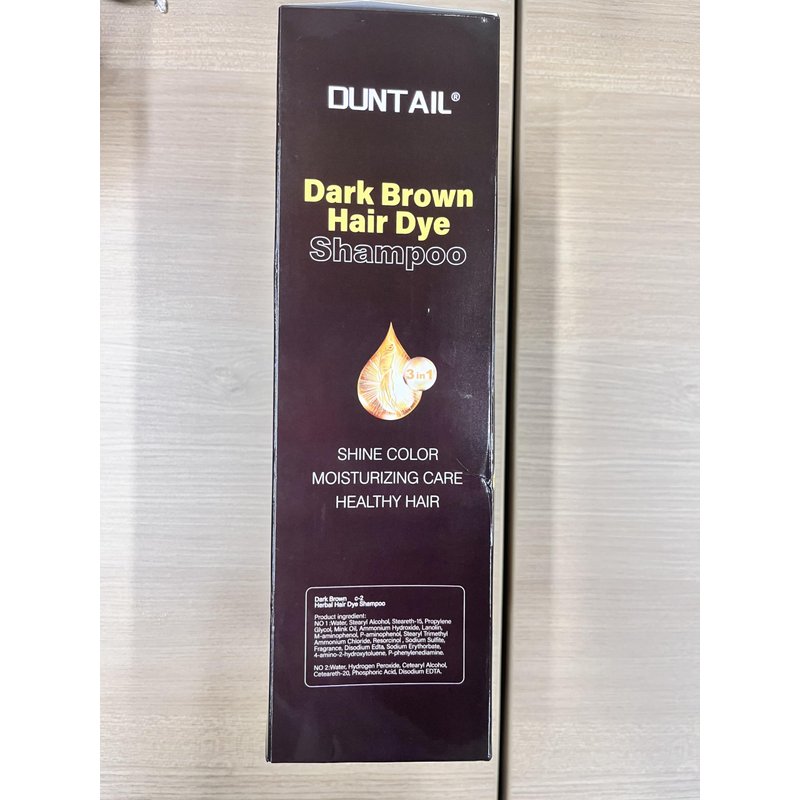 DUNTAIL®
Dark Brown
Hair Dye
Shampoo
3 in 1
SHINE COLOR
MOISTURIZING CARE
HEALTHY HAIR
Dark Brown c-2
Herbal Hair Dye Shampoo
Product ingredient:
NO 1 :Water, Stearyl Alcohol, Steareth-15, Propylene
Glycol, Mink Oil, Ammonium Hydroxide, Lanolin,
M-aminophenol, P-aminophenol, Stearyl Trimethyl
Ammonium Chloride, Resorcinol , Sodium Sulfite,
Fragrance, Disodium Edta, Sodium Erythorbate,
4-amino-2-hydroxytoluene, P-phenylenediamine.
NO 2:Water, Hydrogen Peroxide, Cetearyl Alcohol,
Ceteareth-20, Phosphoric Acid, Disodium EDTA.